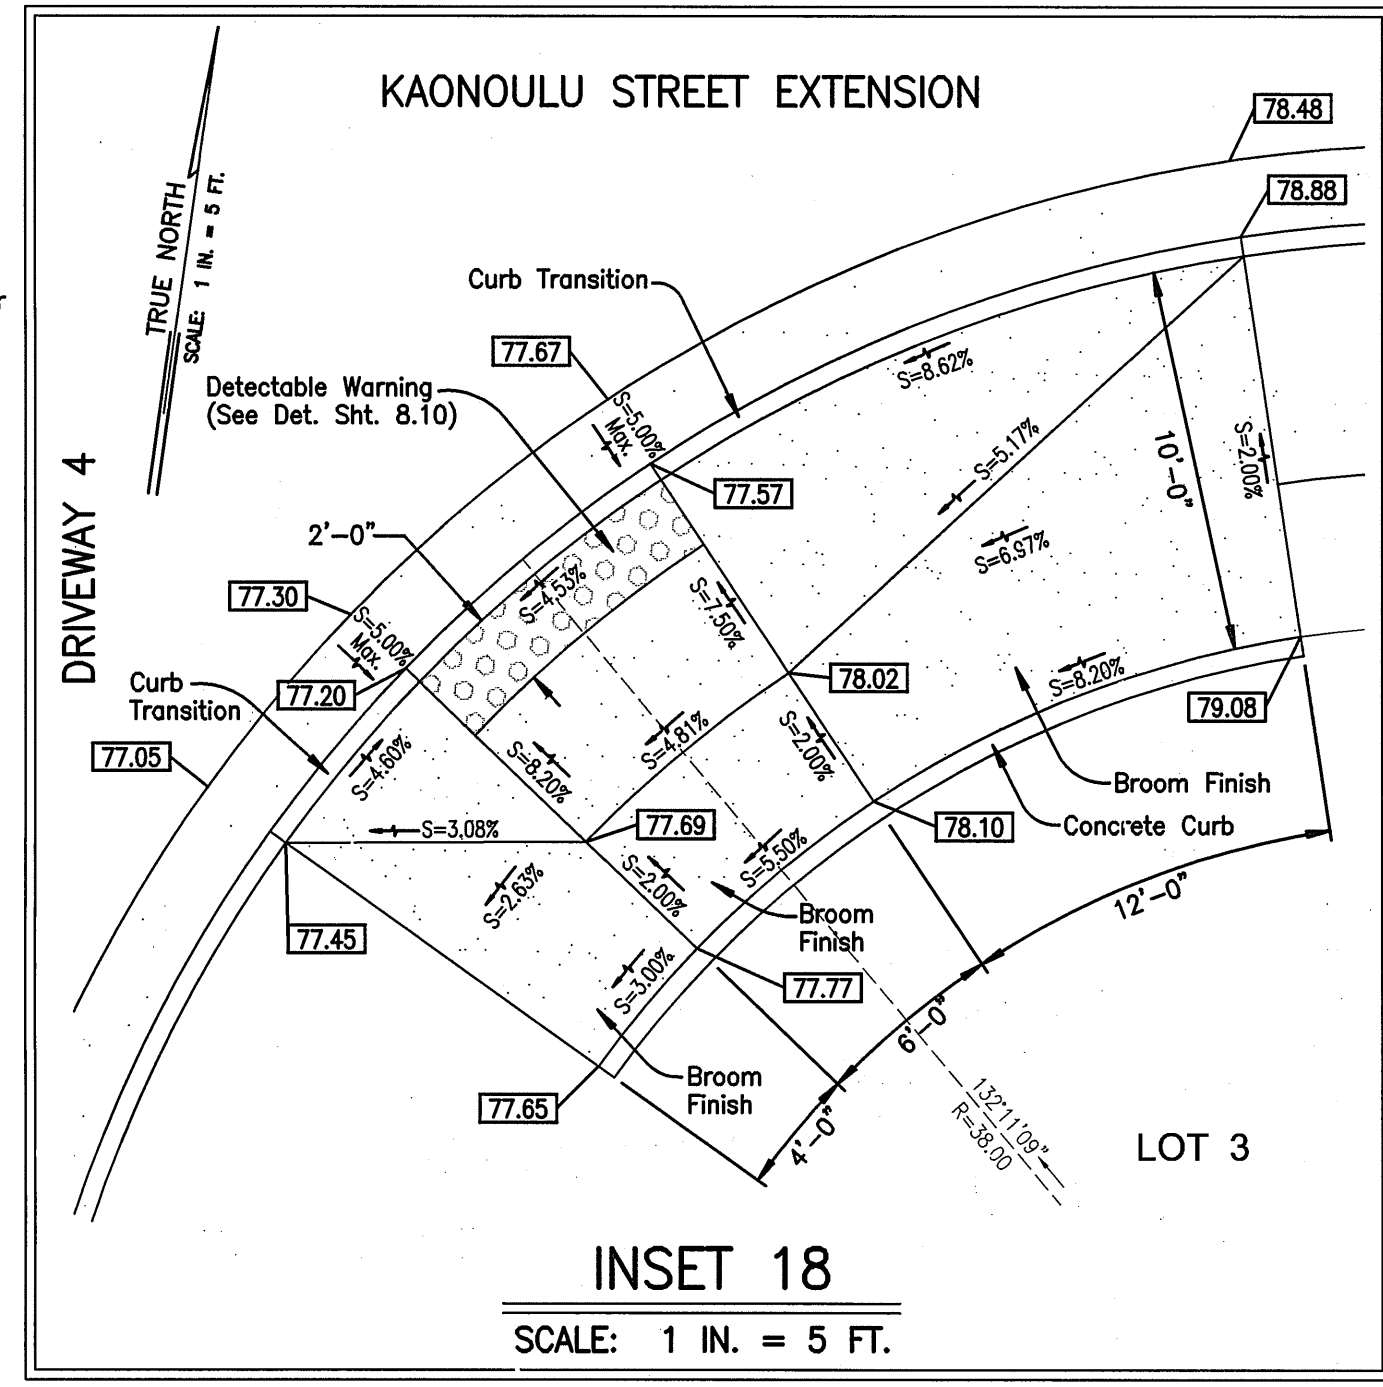 KAONOULU STREET EXTENSION
78.48
78.88
TRUE NORTH
SCALE: 1 IN. = 5 FT.
Curb Transition
77.67
S=8.62%
Detectable Warning
(See Det. Sht. 8.10)
S=5.00%
Max.
S=5.17%
10'-0"
S=2.00%
DRIVEWAY 4
77.57
2'-0"
S=6.97%
77.30
S=4.53%
S=7.50%
S=5.00%
Max.
77.20
78.02
S=8.20%
79.08
Curb
Transition
77.05
S=4.60%
S=8.20%
S=4.81%
S=2.00%
Broom Finish
S=3.08%
77.69
78.10
Concrete Curb
S=2.63%
S=2.00%
S=5.50%
12'-0"
Broom
Finish
77.45
S=3.00%
77.77
6'-0"
Broom
Finish
77.65
4'-0"
132°11'09"
R=38.00
LOT 3
INSET 18
SCALE: 1 IN. = 5 FT.